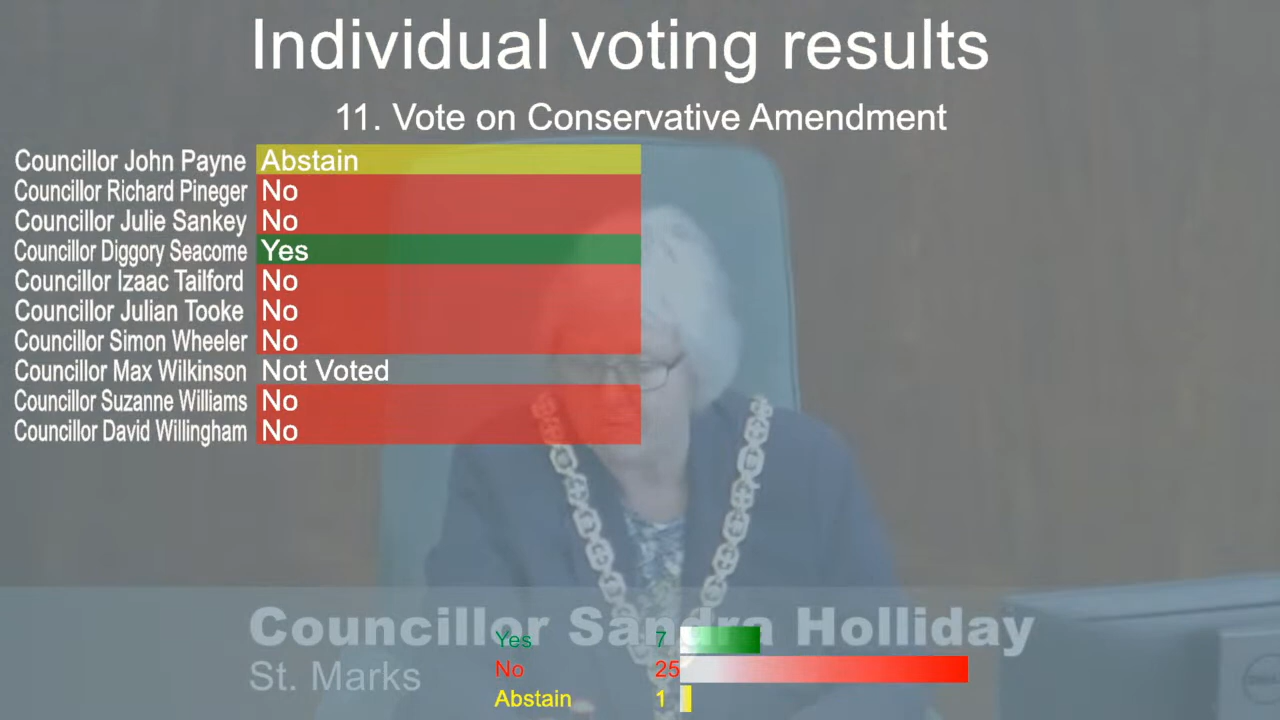 Individual voting results
11. Vote on Conservative Amendment
Councillor John Payne Abstain
Councillor Richard Pineger No
Councillor Julie Sankey No
Councillor Diggory Seacome Yes
Councillor Izaac Tailford No
Councillor Julian Tooke No
Councillor Simon Wheeler No
Councillor Max Wilkinson Not Voted
Councillor Suzanne Williams No
Councillor David Willingham No
Councillor Sandra Holliday
St. Marks
Yes 7
No 25
Abstain 1
DELL